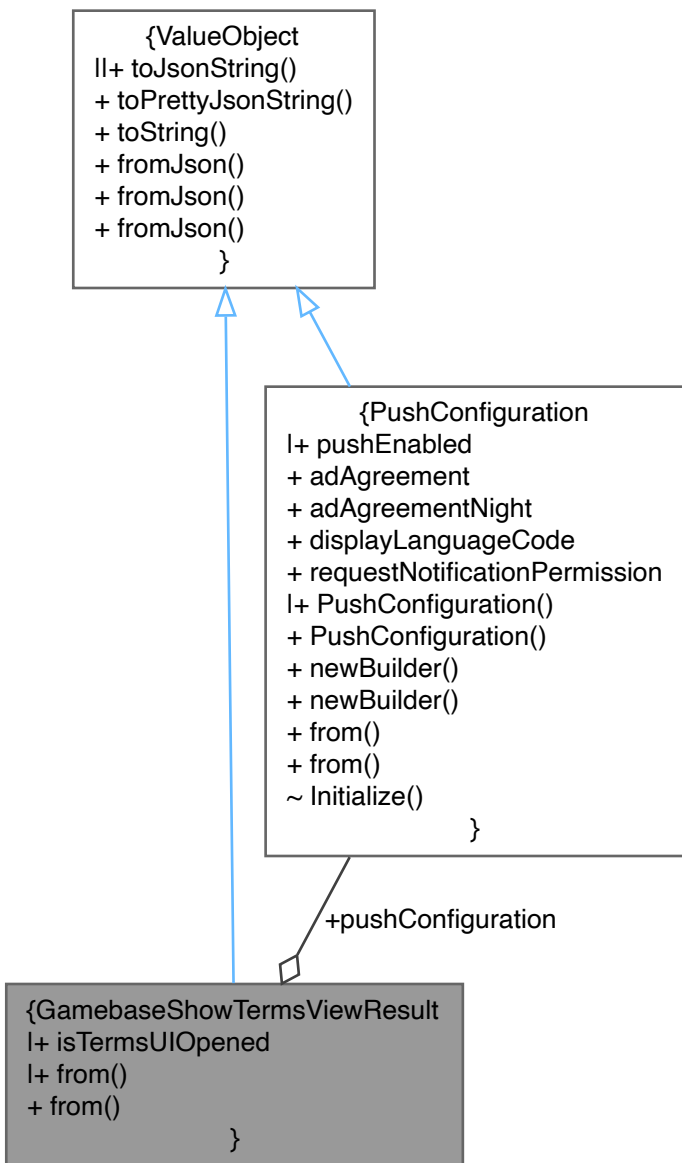 {ValueObject
||+ toJsonString()
+ toPrettyJsonString()
+ toString()
+ fromJson()
+ fromJson()
+ fromJson()
}
{PushConfiguration
|+ pushEnabled
+ adAgreement
+ adAgreementNight
+ displayLanguageCode
+ requestNotificationPermission
|+ PushConfiguration()
+ PushConfiguration()
+ newBuilder()
+ newBuilder()
+ from()
+ from()
~ Initialize()
}
+pushConfiguration
{GamebaseShowTermsViewResult
|+ isTermsUIOpened
|+ from()
+ from()
}